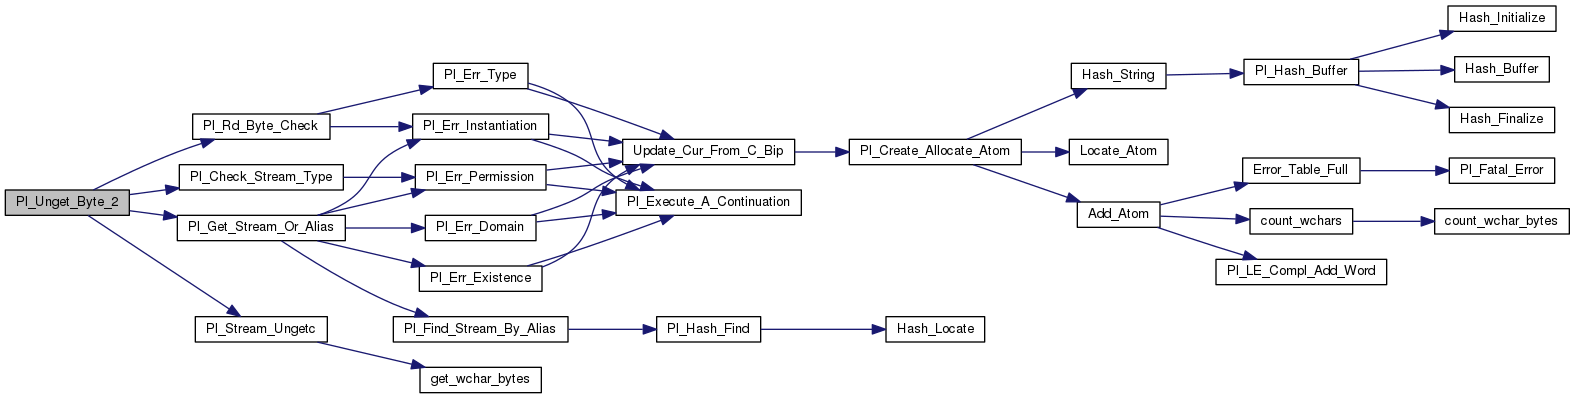 Pl_Unget_Byte_2
Pl_Rd_Byte_Check
Pl_Check_Stream_Type
Pl_Get_Stream_Or_Alias
Pl_Stream_Ungetc
Pl_Err_Type
Pl_Err_Instantiation
Pl_Err_Permission
Pl_Err_Domain
Pl_Err_Existence
Pl_Find_Stream_By_Alias
get_wchar_bytes
Update_Cur_From_C_Bip
Pl_Execute_A_Continuation
Pl_Hash_Find
Pl_Create_Allocate_Atom
Hash_Locate
Hash_String
Locate_Atom
Add_Atom
Pl_Hash_Buffer
Error_Table_Full
count_wchars
Pl_LE_Compl_Add_Word
Hash_Initialize
Hash_Buffer
Hash_Finalize
Pl_Fatal_Error
count_wchar_bytes